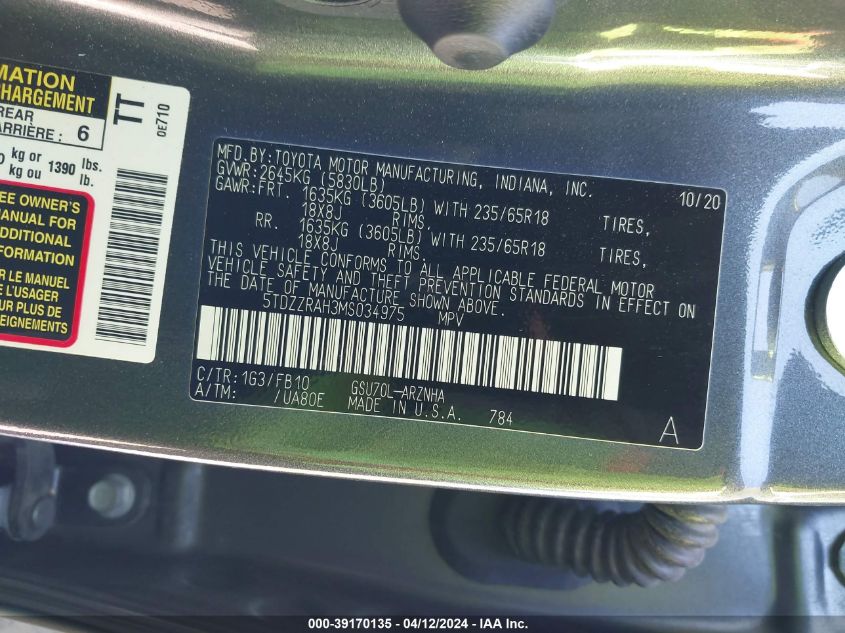 MATION
CHARGEMENT
REAR
ARRIÈRE : 6
TT
0E710
kg or 1390 lbs.
kg ou lb.
EE OWNER'S
MANUAL FOR
ADDITIONAL
INFORMATION
R LE MANUEL
E L'USAGER
OUR PLUS DE
SEIGNEMENTS
MFD.BY:TOYOTA MOTOR MANUFACTURING, INDIANA, INC. 10/20
GVWR:2645KG (5830LB)
GAWR:FRT. 1635KG (3605LB) WITH 235/65R18 TIRES,
18X8J RIMS.
RR. 1635KG (3605LB) WITH 235/65R18 TIRES,
18X8J RIMS.
THIS VEHICLE CONFORMS TO ALL APPLICABLE FEDERAL MOTOR
VEHICLE SAFETY AND THEFT PREVENTION STANDARDS IN EFFECT ON
THE DATE OF MANUFACTURE SHOWN ABOVE.
5TDZZRAH3MS034975 MPV
C/TR: 1G3/FB10 GSU70L-ARZNHA
A/TM: /UA80E MADE IN U.S.A. 784
A
000-39170135 - 04/12/2024 - IAA Inc.